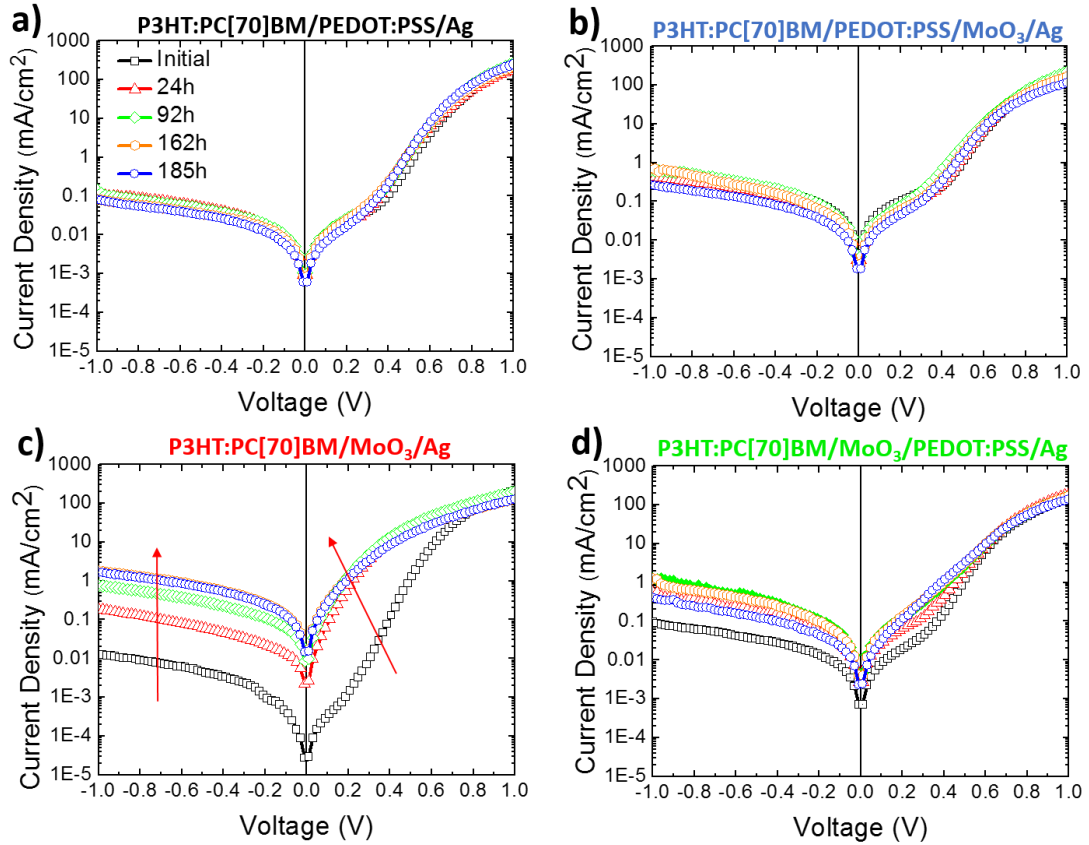 a)
P3HT:PC[70]BM/PEDOT:PSS/Ag
1000
100
10
1
0.1
0.01
1E-3
1E-4
1E-5
Current Density (mA/cm2)
Initial
24h
92h
162h
185h
-1.0 -0.8 -0.6 -0.4 -0.2 0.0 0.2 0.4 0.6 0.8 1.0
Voltage (V)
b)
P3HT:PC[70]BM/PEDOT:PSS/MoO3/Ag
1000
100
10
1
0.1
0.01
1E-3
1E-4
1E-5
Current Density (mA/cm2)
-1.0 -0.8 -0.6 -0.4 -0.2 0.0 0.2 0.4 0.6 0.8 1.0
Voltage (V)
c)
P3HT:PC[70]BM/MoO3/Ag
1000
100
10
1
0.1
0.01
1E-3
1E-4
1E-5
Current Density (mA/cm2)
-1.0 -0.8 -0.6 -0.4 -0.2 0.0 0.2 0.4 0.6 0.8 1.0
Voltage (V)
d)
P3HT:PC[70]BM/MoO3/PEDOT:PSS/Ag
1000
100
10
1
0.1
0.01
1E-3
1E-4
1E-5
Current Density (mA/cm2)
-1.0 -0.8 -0.6 -0.4 -0.2 0.0 0.2 0.4 0.6 0.8 1.0
Voltage (V)